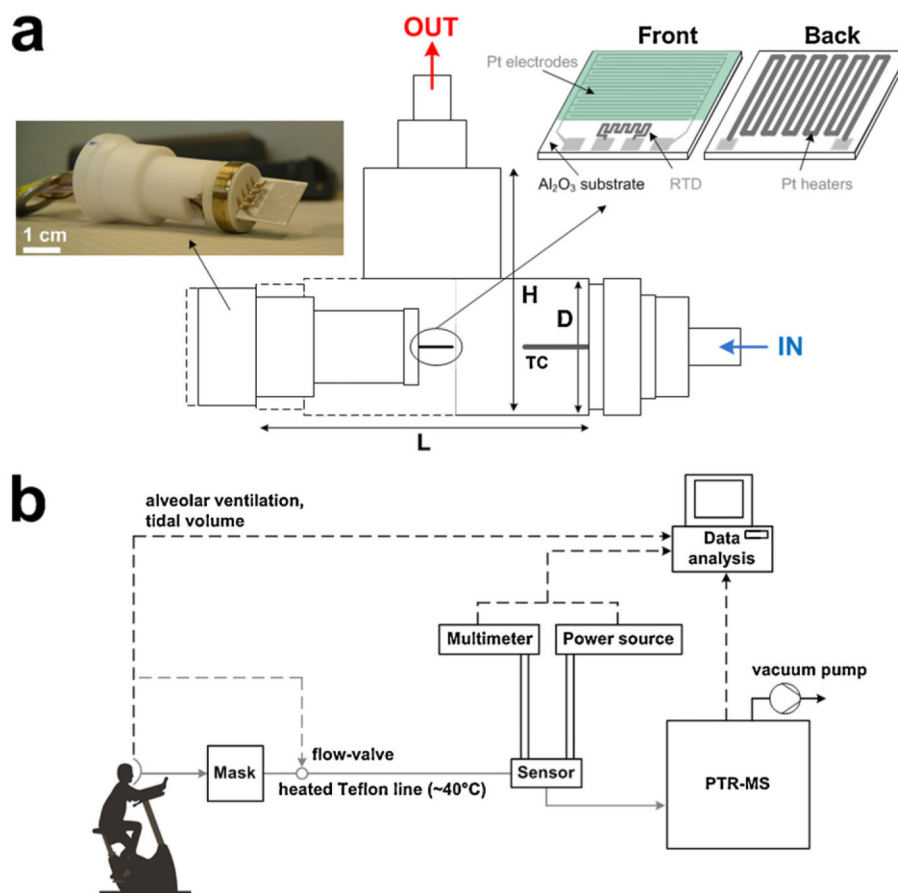 a
OUT
Front
Back
Pt electrodes
Al₂O₃ substrate
RTD
Pt heaters
1 cm
H
D
TC
IN
L
b
alveolar ventilation,
tidal volume
Data
analysis
Multimeter
Power source
vacuum pump
flow-valve
Mask
heated Teflon line (~40°C)
Sensor
PTR-MS